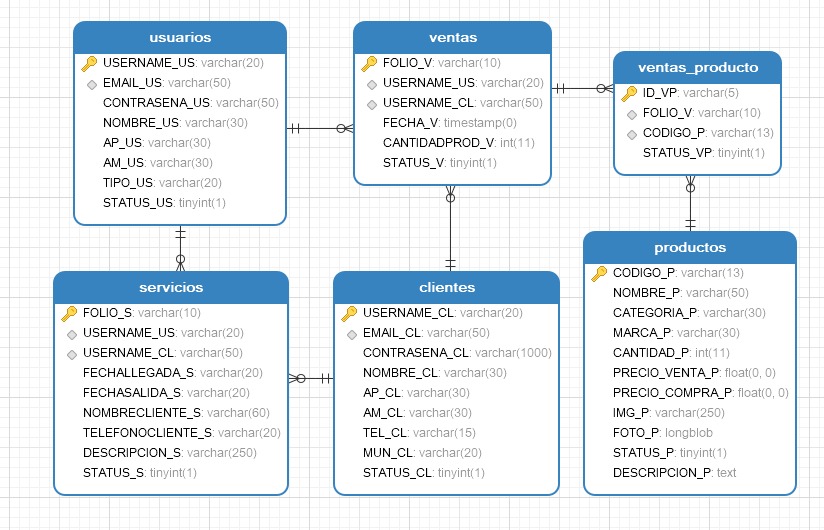 usuarios
USERNAME_US: varchar(20)
EMAIL_US: varchar(50)
CONTRASENA_US: varchar(50)
NOMBRE_US: varchar(30)
AP_US: varchar(30)
AM_US: varchar(30)
TIPO_US: varchar(20)
STATUS_US: tinyint(1)
ventas
FOLIO_V: varchar(10)
USERNAME_US: varchar(20)
USERNAME_CL: varchar(50)
FECHA_V: timestamp(0)
CANTIDADPROD_V: int(11)
STATUS_V: tinyint(1)
ventas_producto
ID_VP: varchar(5)
FOLIO_V: varchar(10)
CODIGO_P: varchar(13)
STATUS_VP: tinyint(1)
servicios
FOLIO_S: varchar(10)
USERNAME_US: varchar(20)
USERNAME_CL: varchar(50)
FECHALLEGADA_S: varchar(20)
FECHASALIDA_S: varchar(20)
NOMBRECLIENTE_S: varchar(60)
TELEFONOCLIENTE_S: varchar(20)
DESCRIPCION_S: varchar(250)
STATUS_S: tinyint(1)
clientes
USERNAME_CL: varchar(20)
EMAIL_CL: varchar(50)
CONTRASENA_CL: varchar(1000)
NOMBRE_CL: varchar(30)
AP_CL: varchar(30)
AM_CL: varchar(30)
TEL_CL: varchar(15)
MUN_CL: varchar(20)
STATUS_CL: tinyint(1)
productos
CODIGO_P: varchar(13)
NOMBRE_P: varchar(50)
CATEGORIA_P: varchar(30)
MARCA_P: varchar(30)
CANTIDAD_P: int(11)
PRECIO_VENTA_P: float(0, 0)
PRECIO_COMPRA_P: float(0, 0)
IMG_P: varchar(250)
FOTO_P: longblob
STATUS_P: tinyint(1)
DESCRIPCION_P: text